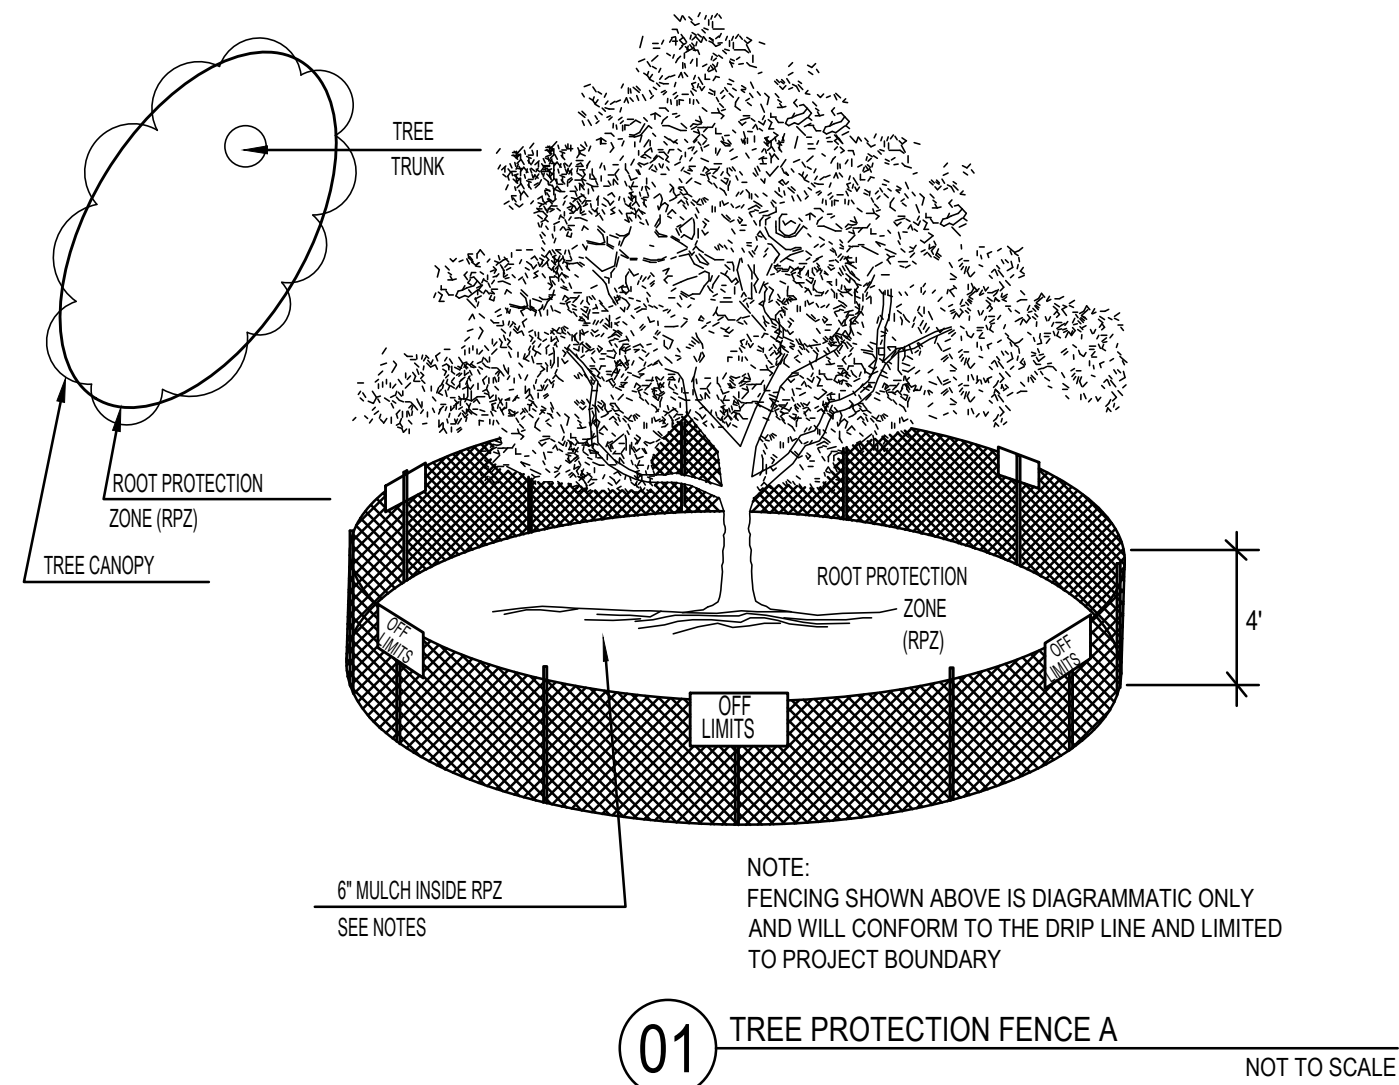 TREE
TRUNK
ROOT PROTECTION
ZONE (RPZ)
TREE CANOPY
ROOT PROTECTION
ZONE
(RPZ)
4'
OFF
LIMITS
OFF
LIMITS
OFF
LIMITS
6" MULCH INSIDE RPZ
SEE NOTES
NOTE:
FENCING SHOWN ABOVE IS DIAGRAMMATIC ONLY
AND WILL CONFORM TO THE DRIP LINE AND LIMITED
TO PROJECT BOUNDARY
01
TREE PROTECTION FENCE A
NOT TO SCALE